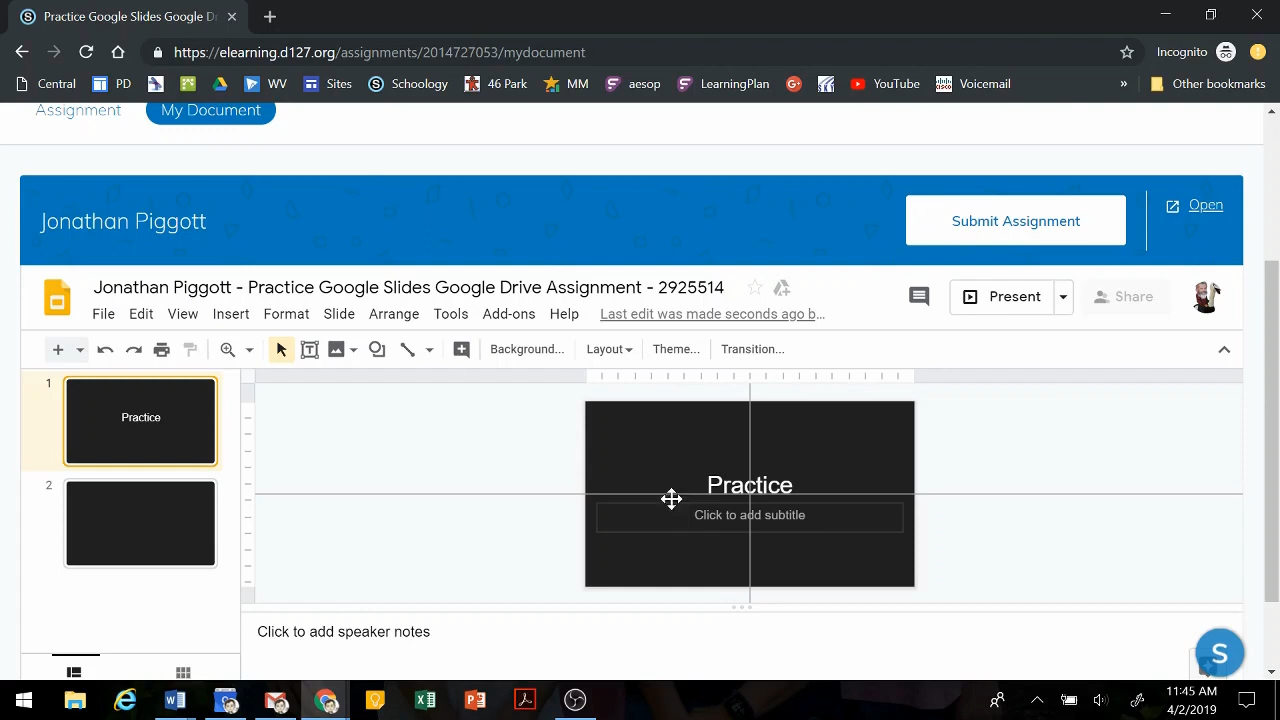 Practice Google Slides Google Dr
https://elearning.d127.org/assignments/2014727053/mydocument
Incognito
Central PD WV Sites Schoology 46 Park MM aesop LearningPlan YouTube Voicemail » Other bookmarks
Assignment My Document
Jonathan Piggott
Submit Assignment
Open
Jonathan Piggott - Practice Google Slides Google Drive Assignment - 2925514
Present
Share
File Edit View Insert Format Slide Arrange Tools Add-ons Help Last edit was made seconds ago b...
Background... Layout Theme... Transition...
1
Practice
2
Practice
Click to add subtitle
Click to add speaker notes
S
11:45 AM
4/2/2019